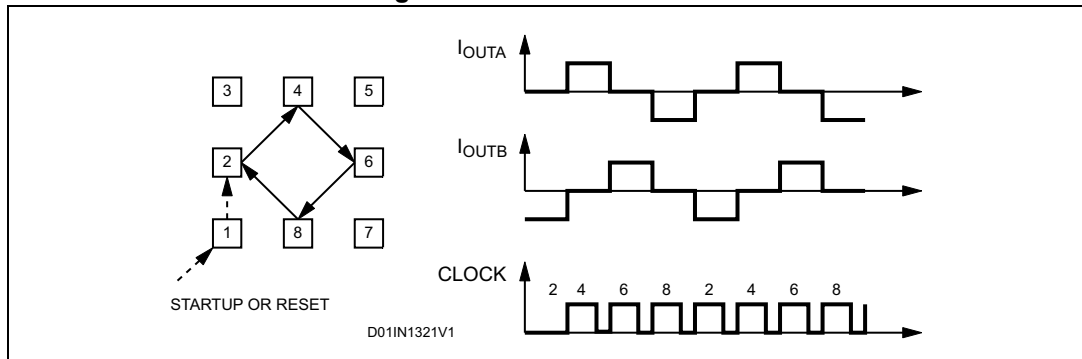 I_OUTA
3 4 5
I_OUTB
2 6
1 8 7
CLOCK
2 4 6 8 2 4 6 8
STARTUP OR RESET
D01IN1321V1